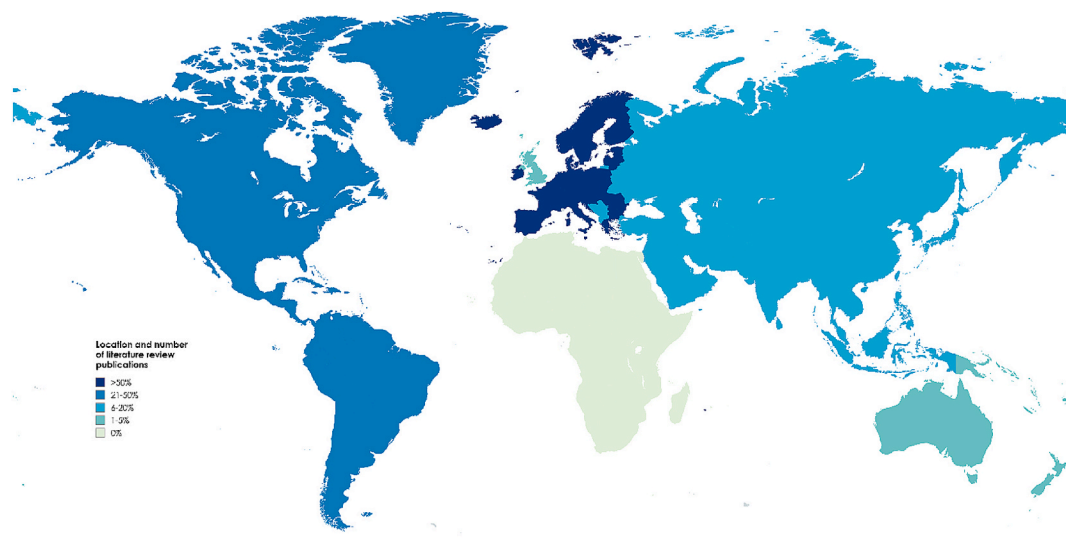 Location and number
of literature review
publications
>50%
21-50%
6-20%
1-5%
0%